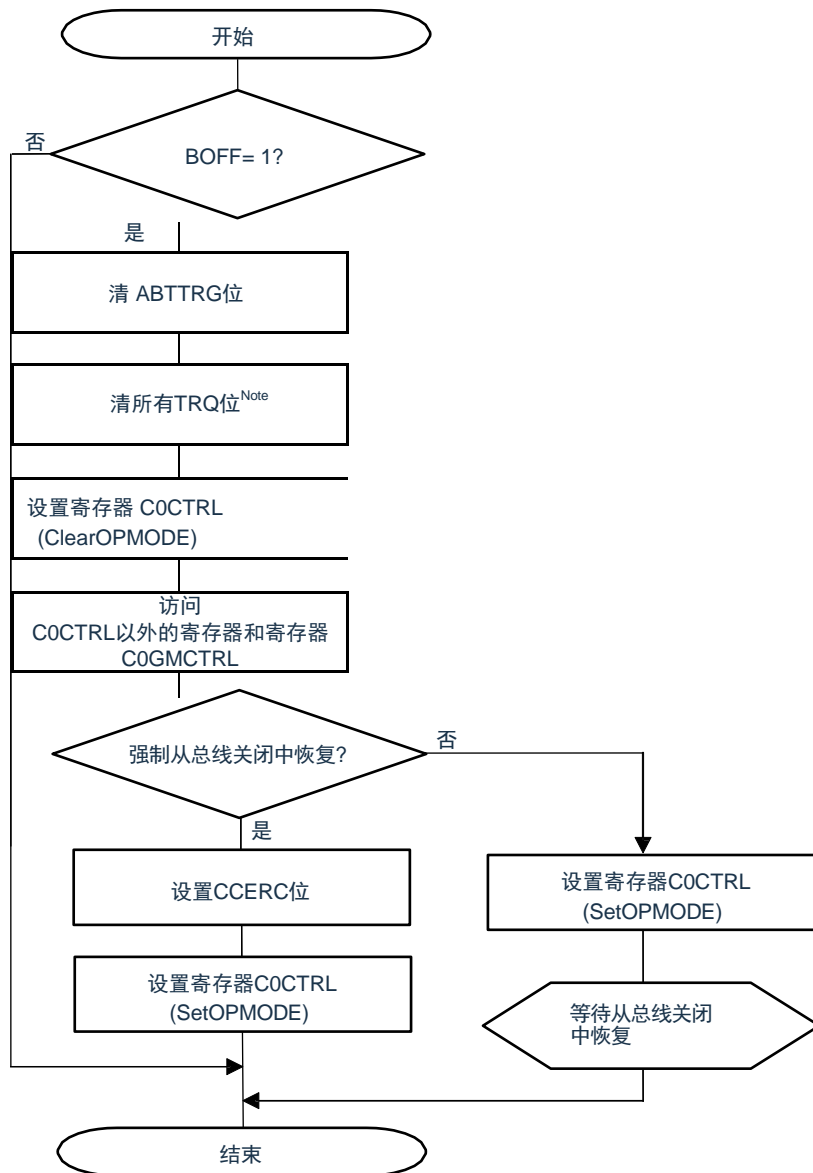 开始
否
BOFF= 1?
是
清 ABTTRG位
清所有TRQ位Note
设置寄存器 C0CTRL
(ClearOPMODE)
访问
C0CTRL以外的寄存器和寄存器
C0GMCTRL
强制从总线关闭中恢复?
否
是
设置CCERC位
设置寄存器C0CTRL
(SetOPMODE)
设置寄存器C0CTRL
(SetOPMODE)
等待从总线关闭
中恢复
结束